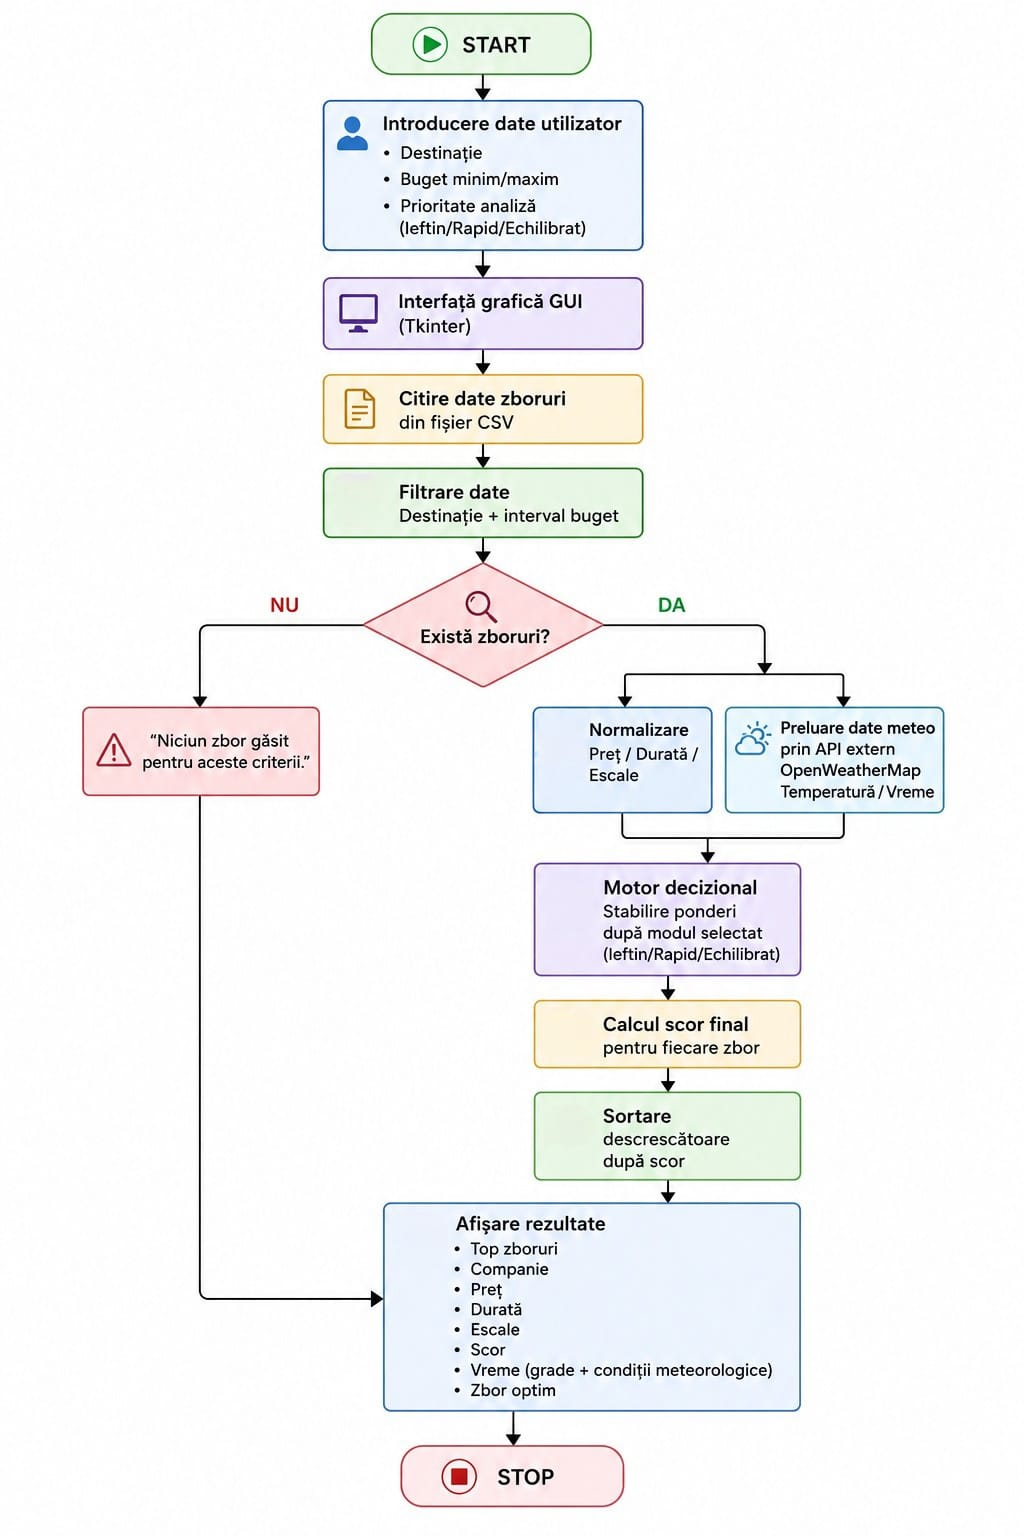 START
Introducere date utilizator
• Destinație
• Buget minim/maxim
• Prioritate analiză
(Ieftin/Rapid/Echilibrat)
Interfață grafică GUI
(Tkinter)
Citire date zboruri
din fișier CSV
Filtrare date
Destinație + interval buget
Există zboruri?
NU
DA
“Niciun zbor găsit
pentru aceste criterii.”
Normalizare
Preț / Durată /
Escale
Preluare date meteo
prin API extern
OpenWeatherMap
Temperatură / Vreme
Motor decizional
Stabilire ponderi
după modul selectat
(Ieftin/Rapid/Echilibrat)
Calcul scor final
pentru fiecare zbor
Sortare
descrescătoare
după scor
Afișare rezultate
• Top zboruri
• Companie
• Preț
• Durată
• Escale
• Scor
• Vreme (grade + condiții meteorologice)
• Zbor optim
STOP